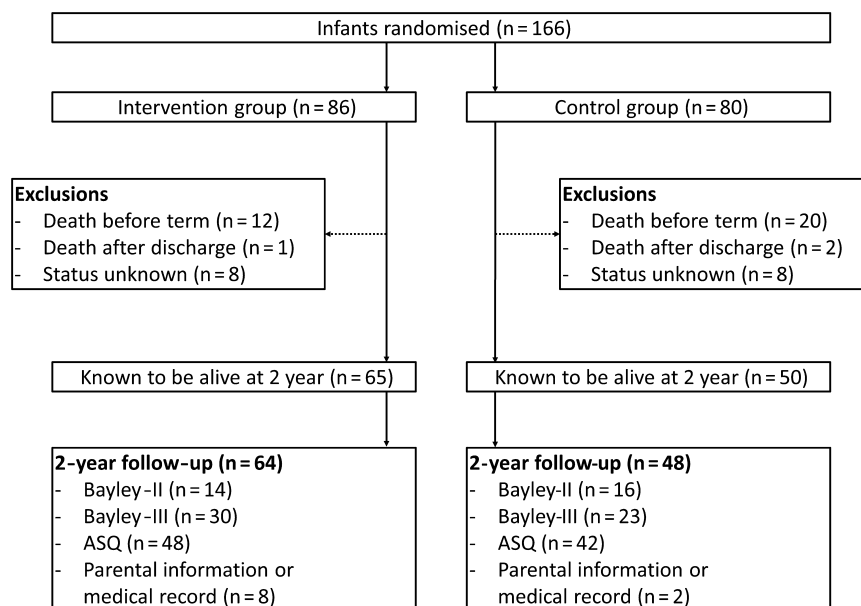 Infants randomised (n = 166)
Intervention group (n = 86)
Control group (n = 80)
Exclusions
- Death before term (n = 12)
- Death after discharge (n = 1)
- Status unknown (n = 8)
Exclusions
- Death before term (n = 20)
- Death after discharge (n = 2)
- Status unknown (n = 8)
Known to be alive at 2 year (n = 65)
Known to be alive at 2 year (n = 50)
2-year follow-up (n = 64)
- Bayley-II (n = 14)
- Bayley-III (n = 30)
- ASQ (n = 48)
- Parental information or
medical record (n = 8)
2-year follow-up (n = 48)
- Bayley-II (n = 16)
- Bayley-III (n = 23)
- ASQ (n = 42)
- Parental information or
medical record (n = 2)